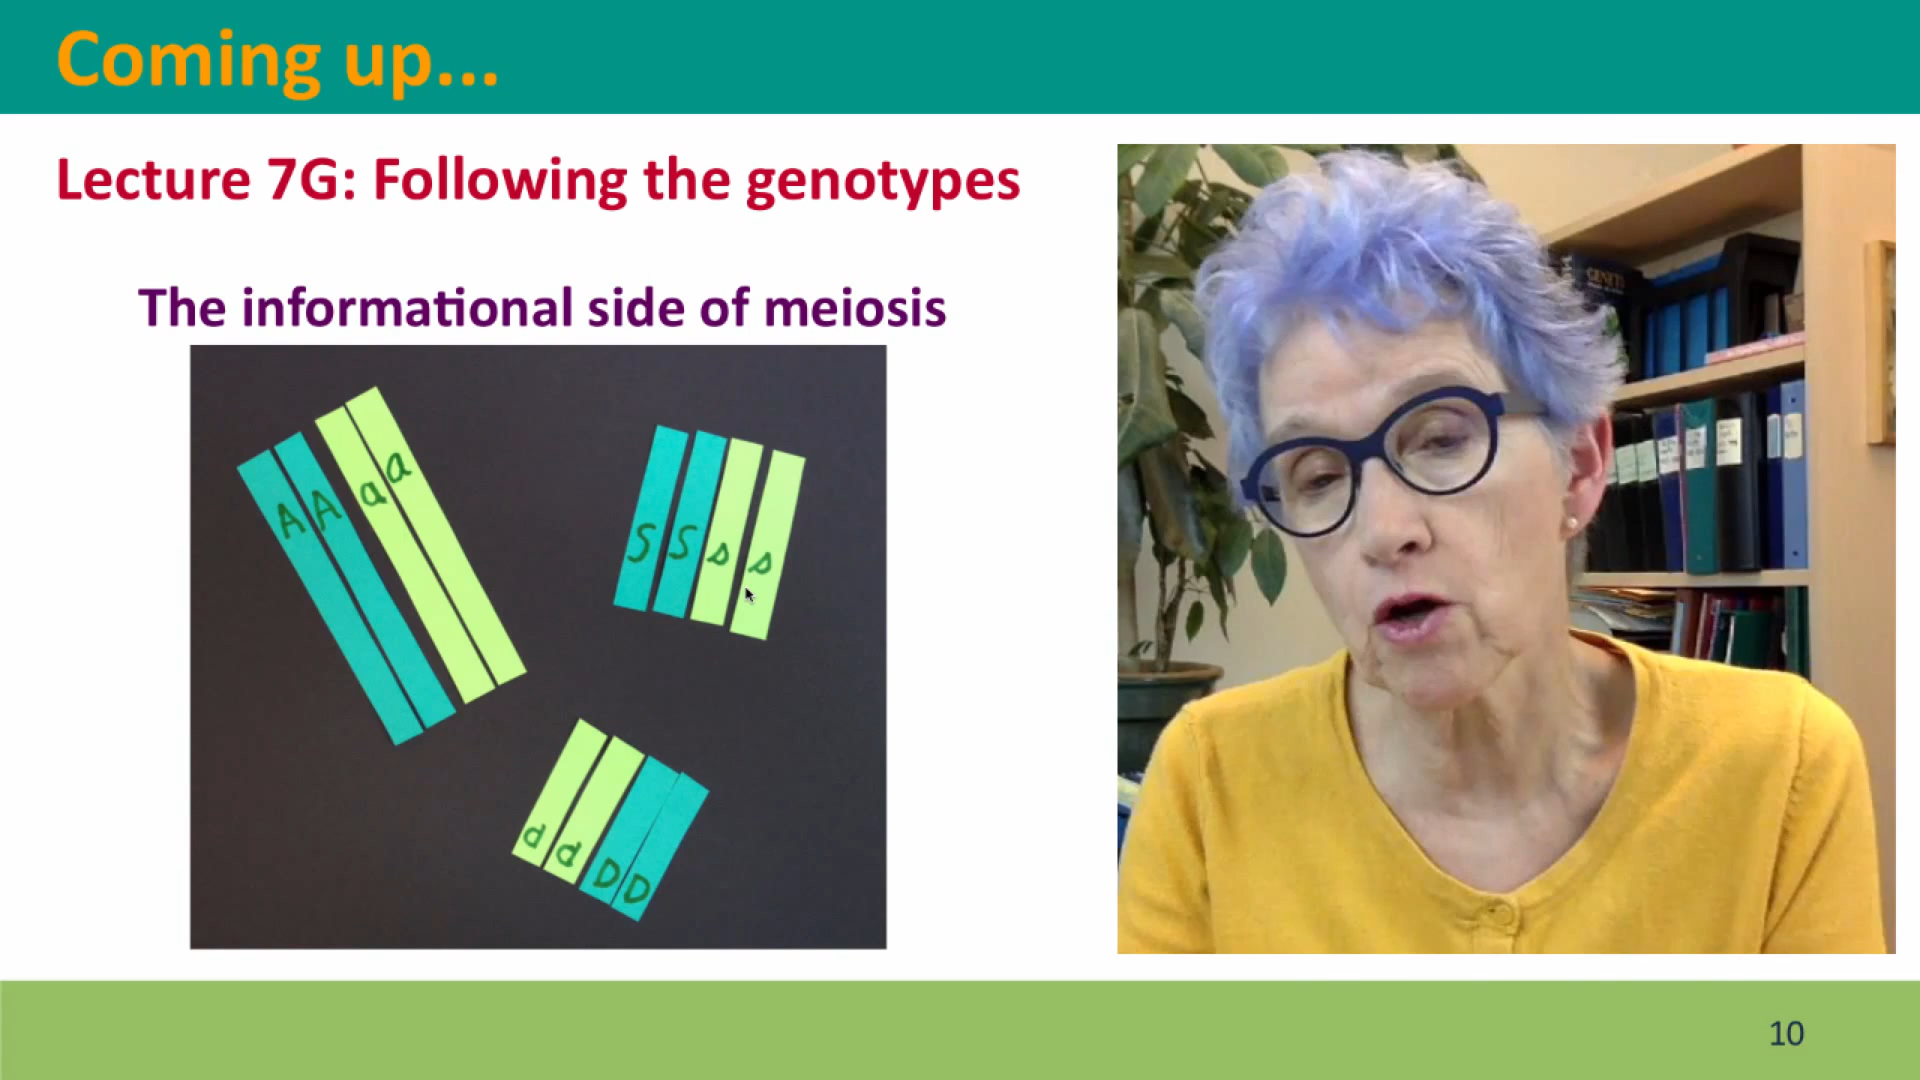 Coming up...
Lecture 7G: Following the genotypes
The informational side of meiosis
A A a a
S S s s
d d D D
10